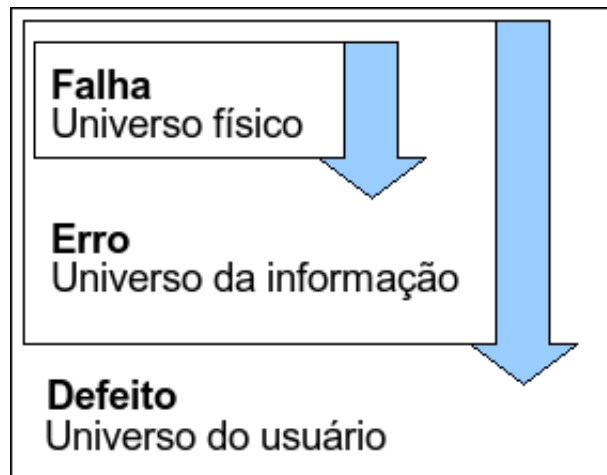 Falha
Universo físico
Erro
Universo da informação
Defeito
Universo do usuário